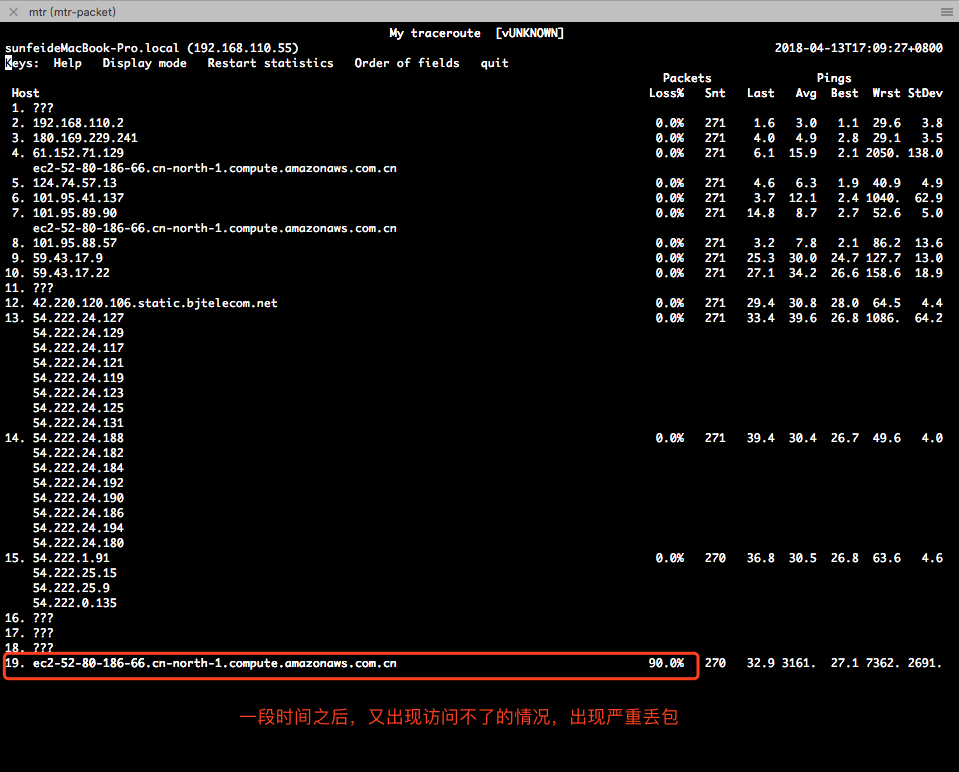 mtr (mtr-packet)
My traceroute [vUNKNOWN]
sunfeideMacBook-Pro.local (192.168.110.55) 2018-04-13T17:09:27+0800
Keys: Help Display mode Restart statistics Order of fields quit
Packets Pings
Host Loss% Snt Last Avg Best Wrst StDev
1. ???
2. 192.168.110.2 0.0% 271 1.6 3.0 1.1 29.6 3.8
3. 180.169.229.241 0.0% 271 4.0 4.9 2.8 29.1 3.5
4. 61.152.71.129 0.0% 271 6.1 15.9 2.1 2050. 138.0
ec2-52-80-186-66.cn-north-1.compute.amazonaws.com.cn
5. 124.74.57.13 0.0% 271 4.6 6.3 1.9 40.9 4.9
6. 101.95.41.137 0.0% 271 3.7 12.1 2.4 1040. 62.9
7. 101.95.89.90 0.0% 271 14.8 8.7 2.7 52.6 5.0
ec2-52-80-186-66.cn-north-1.compute.amazonaws.com.cn
8. 101.95.88.57 0.0% 271 3.2 7.8 2.1 86.2 13.6
9. 59.43.17.9 0.0% 271 25.3 30.0 24.7 127.7 13.0
10. 59.43.17.22 0.0% 271 27.1 34.2 26.6 158.6 18.9
11. ???
12. 42.220.120.106.static.bjtelecom.net 0.0% 271 29.4 30.8 28.0 64.5 4.4
13. 54.222.24.127 0.0% 271 33.4 39.6 26.8 1086. 64.2
54.222.24.129
54.222.24.117
54.222.24.121
54.222.24.119
54.222.24.123
54.222.24.125
54.222.24.131
14. 54.222.24.188 0.0% 271 39.4 30.4 26.7 49.6 4.0
54.222.24.182
54.222.24.184
54.222.24.192
54.222.24.190
54.222.24.186
54.222.24.194
54.222.24.180
15. 54.222.1.91 0.0% 270 36.8 30.5 26.8 63.6 4.6
54.222.25.15
54.222.25.9
54.222.0.135
16. ???
17. ???
18. ???
19. ec2-52-80-186-66.cn-north-1.compute.amazonaws.com.cn 90.0% 270 32.9 3161. 27.1 7362. 2691.
一段时间之后，又出现访问不了的情况，出现严重丢包